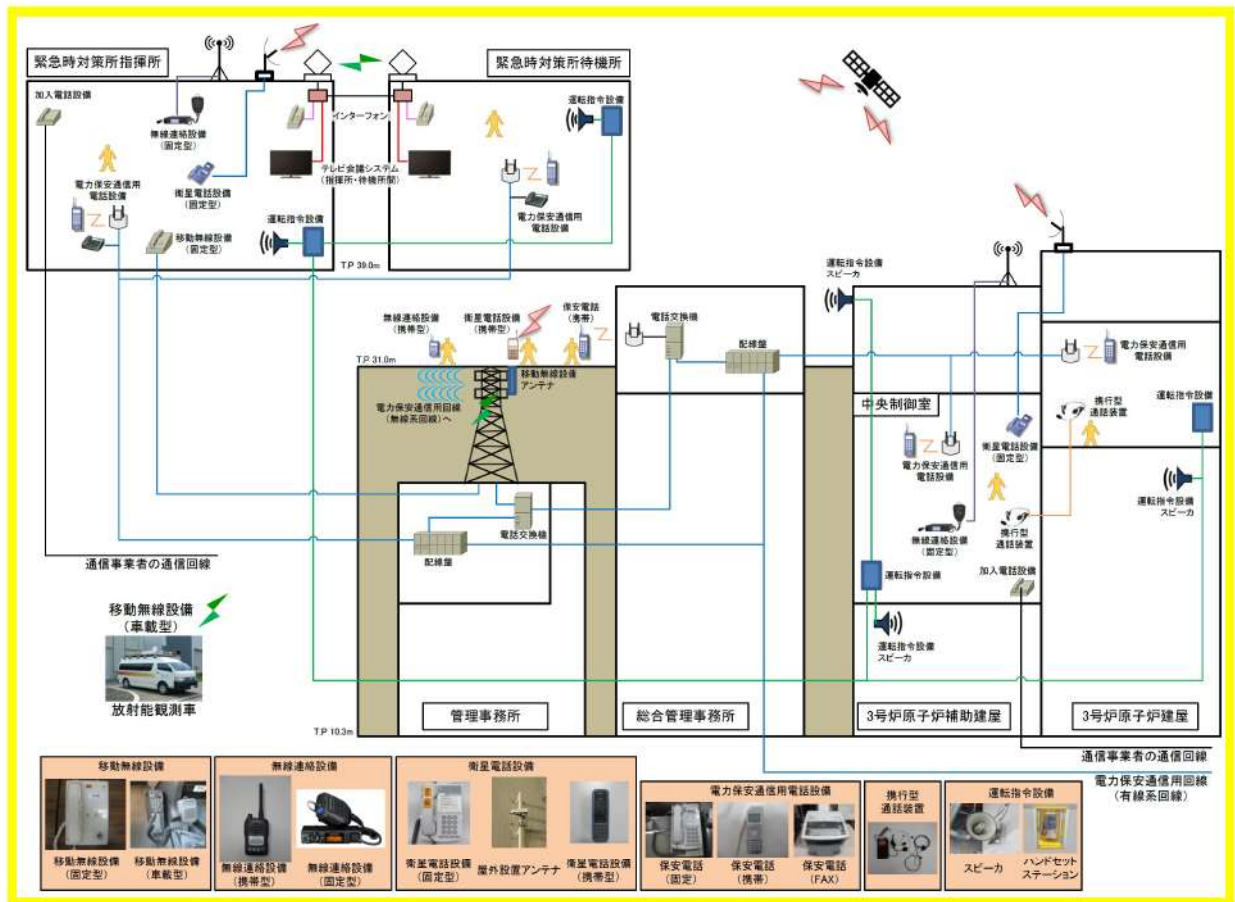 緊急時対策所指揮所
緊急時対策所待機所
加入電話設備
無線連絡設備
(固定型)
インターフォン
運転指令設備
電力保安通信用
電話設備
衛星電話設備
(固定型)
テレビ会議システム
(指揮所・待機所間)
移動無線設備
(固定型)
運転指令設備
電力保安通信用
電話設備
T.P 39.0m
無線連絡設備
(携帯型)
衛星電話設備
(携帯型)
保安電話
(携帯)
T.P 31.0m
移動無線設備
アンテナ
電力保安通信用回線
(無線系回線)へ
電話交換機
配線盤
運転指令設備
スピーカ
電力保安通信用
電話設備
中央制御室
携行型
通話装置
運転指令設備
衛星電話設備
(固定型)
電力保安通信用
電話設備
運転指令設備
スピーカ
無線連絡設備
(固定型)
携行型
通話装置
電話交換機
配線盤
通信事業者の通信回線
運転指令設備
加入電話設備
移動無線設備
(車載型)
放射能観測車
運転指令設備
スピーカ
管理事務所
総合管理事務所
3号炉原子炉補助建屋
3号炉原子炉建屋
T.P 10.3m
通信事業者の通信回線
電力保安通信用回線
(有線系回線)
移動無線設備
移動無線設備
(固定型)
移動無線設備
(車載型)
無線連絡設備
無線連絡設備
(携帯型)
無線連絡設備
(固定型)
衛星電話設備
衛星電話設備
(固定型)
屋外設置アンテナ
衛星電話設備
(携帯型)
電力保安通信用電話設備
保安電話
(固定)
保安電話
(携帯)
保安電話
(FAX)
携行型
通話装置
運転指令設備
スピーカ
ハンドセット
ステーション